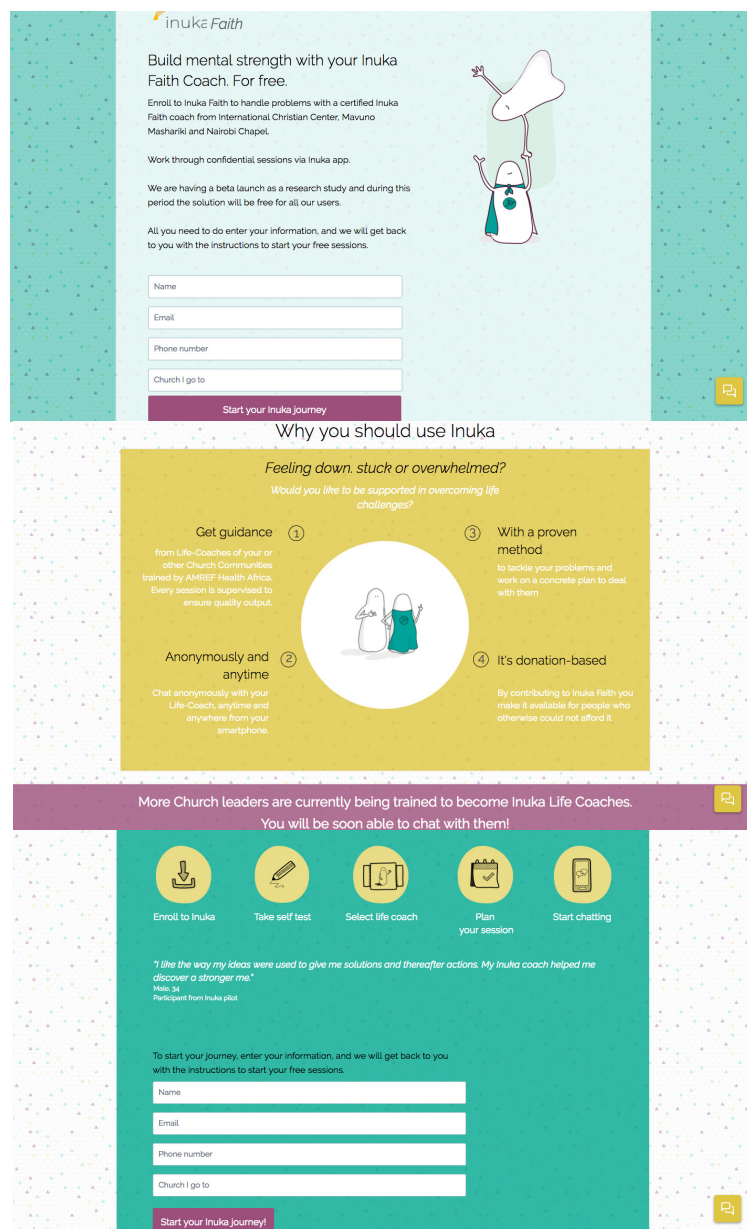 inuka Faith
Build mental strength with your Inuka
Faith Coach. For free.
Enroll to Inuka Faith to handle problems with a certified Inuka
Faith coach from International Christian Center, Mavuno
Mashariki and Nairobi Chapel.
Work through confidential sessions via Inuka app.
We are having a beta launch as a research study and during this
period the solution will be free for all our users.
All you need to do enter your information, and we will get back
to you with the instructions to start your free sessions.
Name
Email
Phone number
Church I go to
Start your Inuka journey
Why you should use Inuka
Feeling down. stuck or overwhelmed?
Would you like to be supported in overcoming life
challenges?
Get guidance
1
from Life-Coaches of your or
other Church Communities
trained by AMREF Health Africa.
Every session is supervised to
ensure quality output.
3
With a proven
method
to tackle your problems and
work on a concrete plan to deal
with them
Anonymously and
anytime
2
Chat anonymously with your
Life-Coach, anytime and
anywhere from your
smartphone.
4
It's donation-based
By contributing to Inuka Faith you
make it available for people who
otherwise could not afford it
More Church leaders are currently being trained to become Inuka Life Coaches.
You will be soon able to chat with them!
Enroll to Inuka
Take self test
Select life coach
Plan
your session
Start chatting
"I like the way my ideas were used to give me solutions and thereafter actions. My Inuka coach helped me
discover a stronger me."
Male, 34
Participant from Inuka pilot
To start your journey, enter your information, and we will get back to you
with the instructions to start your free sessions.
Name
Email
Phone number
Church I go to
Start your Inuka journey!